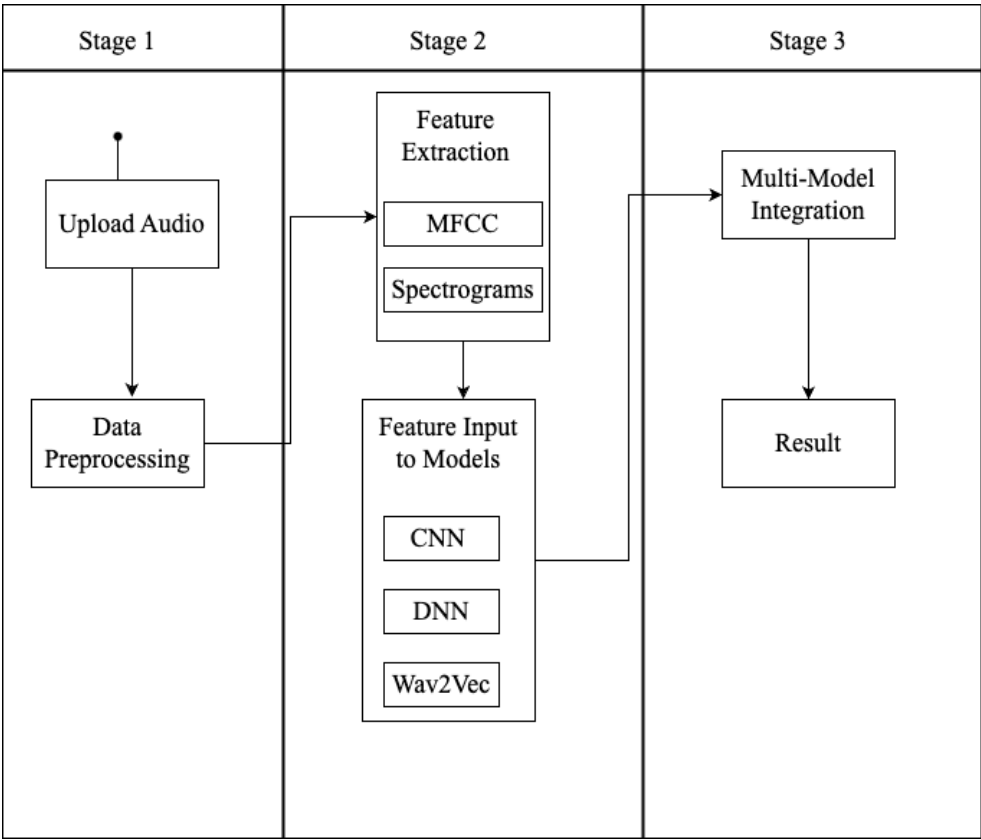 Stage 1
Stage 2
Stage 3
Upload Audio
Data
Preprocessing
Feature
Extraction
MFCC
Spectrograms
Feature Input
to Models
CNN
DNN
Wav2Vec
Multi-Model
Integration
Result